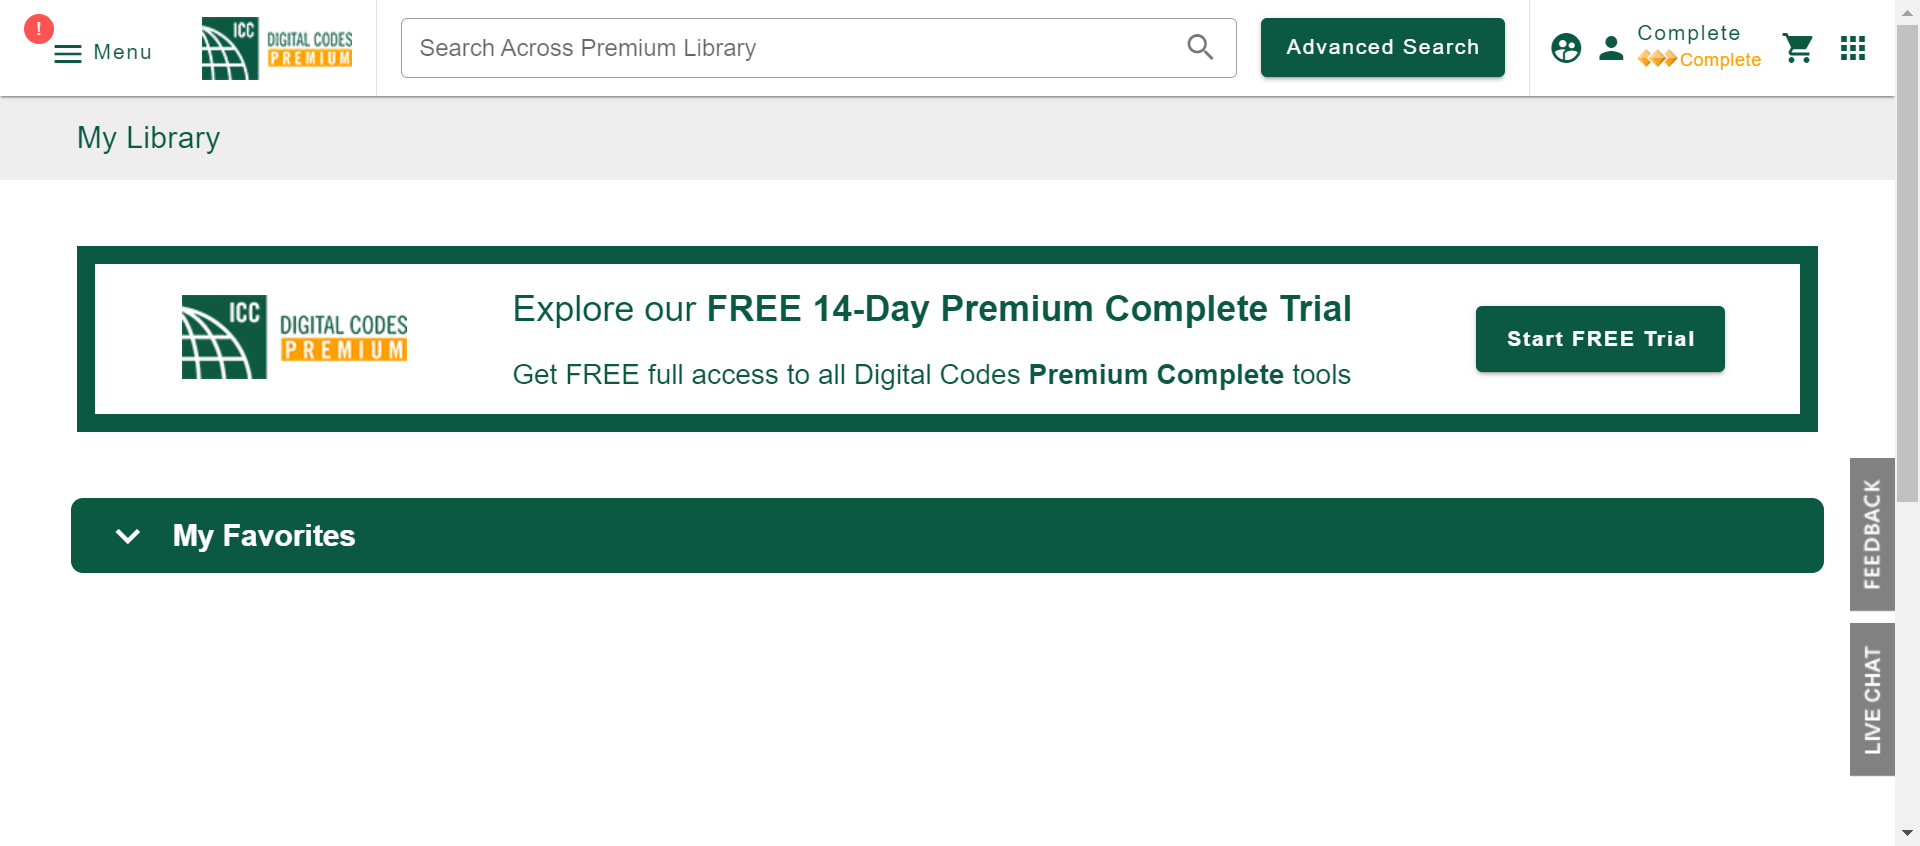 !
Menu
ICC
DIGITAL CODES
PREMIUM
Search Across Premium Library
Advanced Search
Complete
Complete
My Library
ICC
DIGITAL CODES
PREMIUM
Explore our FREE 14-Day Premium Complete Trial
Get FREE full access to all Digital Codes Premium Complete tools
Start FREE Trial
My Favorites
FEEDBACK
LIVE CHAT